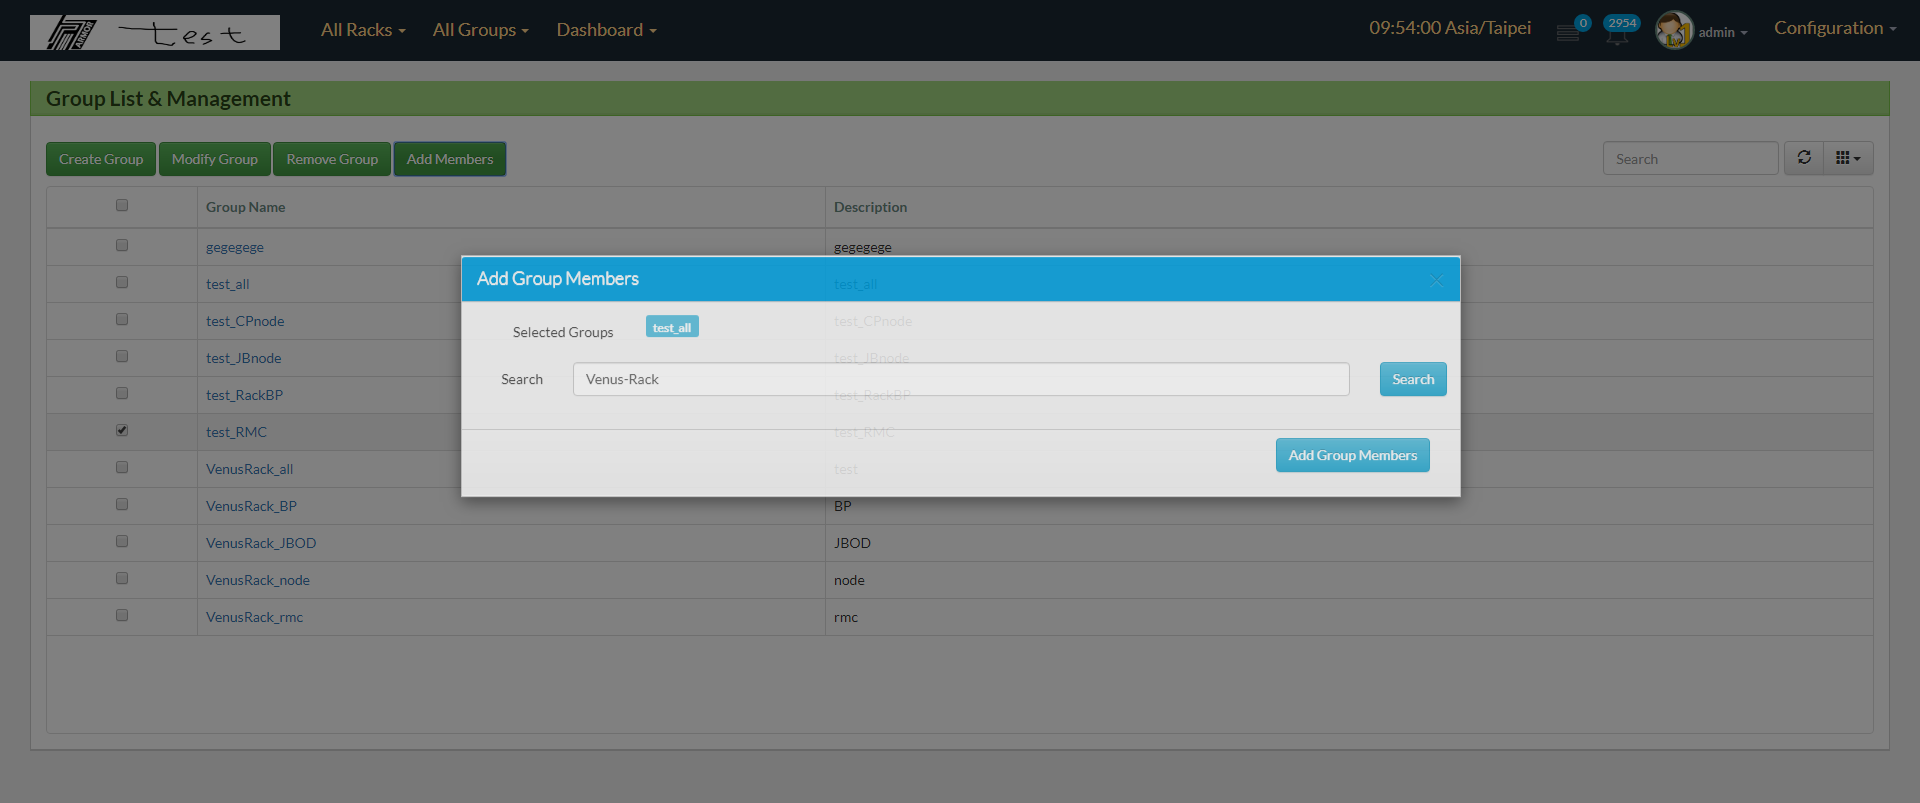 ARMOR test All Racks All Groups Dashboard 09:54:00 Asia/Taipei 0 2954 admin Configuration
Group List & Management
Create Group Modify Group Remove Group Add Members Search
Group Name Description
gegegege gegegege
test_all test_all
test_CPnode test_CPnode
test_JBnode test_JBnode
test_RackBP test_RackBP
test_RMC test_RMC
VenusRack_all test
VenusRack_BP BP
VenusRack_JBOD JBOD
VenusRack_node node
VenusRack_rmc rmc
Add Group Members ×
Selected Groups test_all
Search Venus-Rack Search
Add Group Members